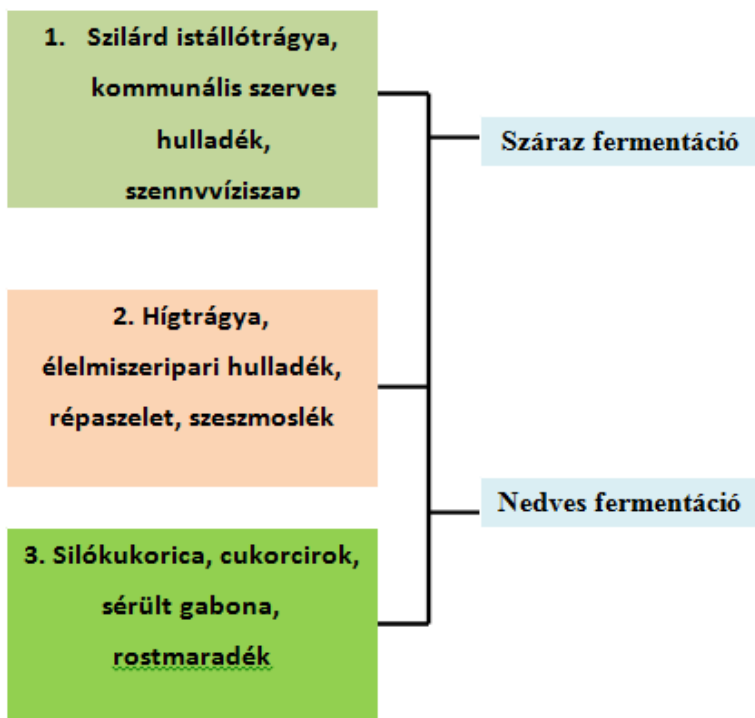 1. Szilárd istállótrágya,
kommunális szerves
hulladék,
szennyvíziszap
Száraz fermentáció
2. Hígtrágya,
élelmiszeripari hulladék,
répaszelet, szeszmoslék
Nedves fermentáció
3. Silókukorica, cukorcirok,
sérült gabona,
rostmaradék